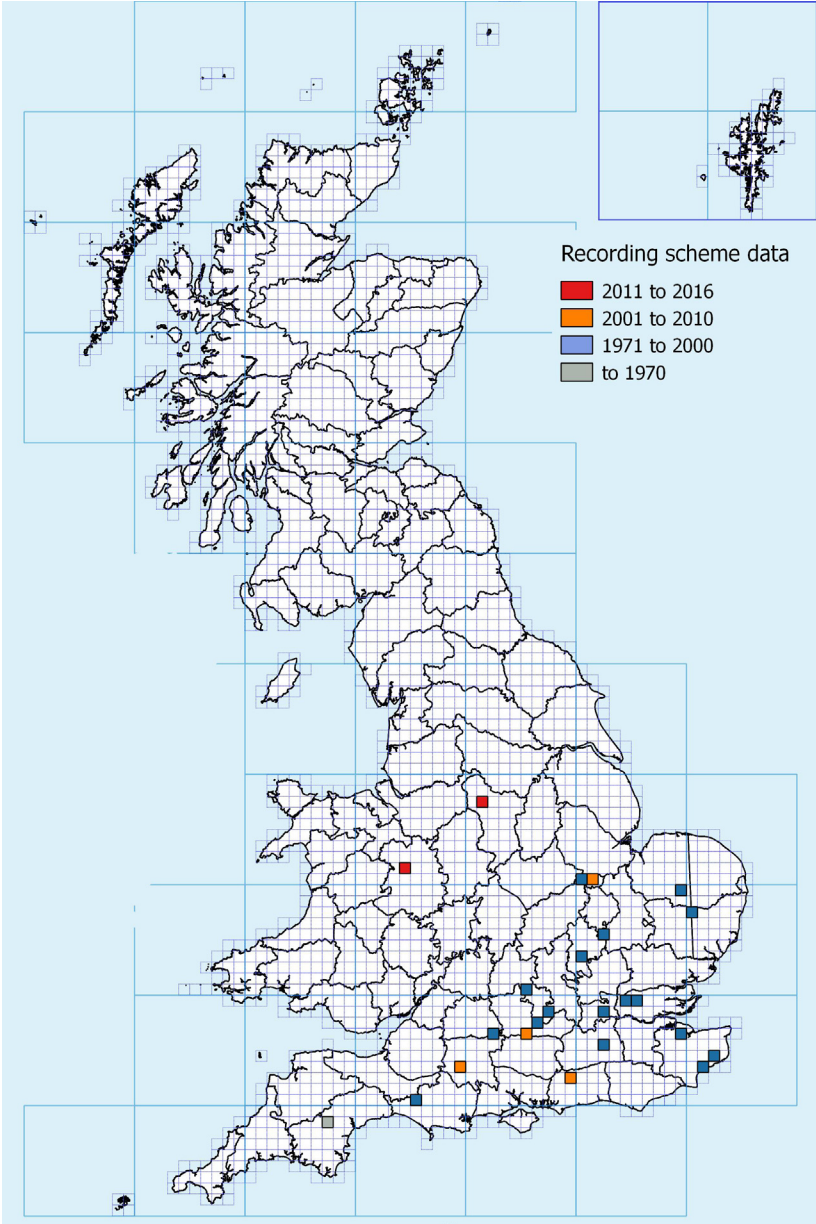 Recording scheme data
2011 to 2016
2001 to 2010
1971 to 2000
to 1970